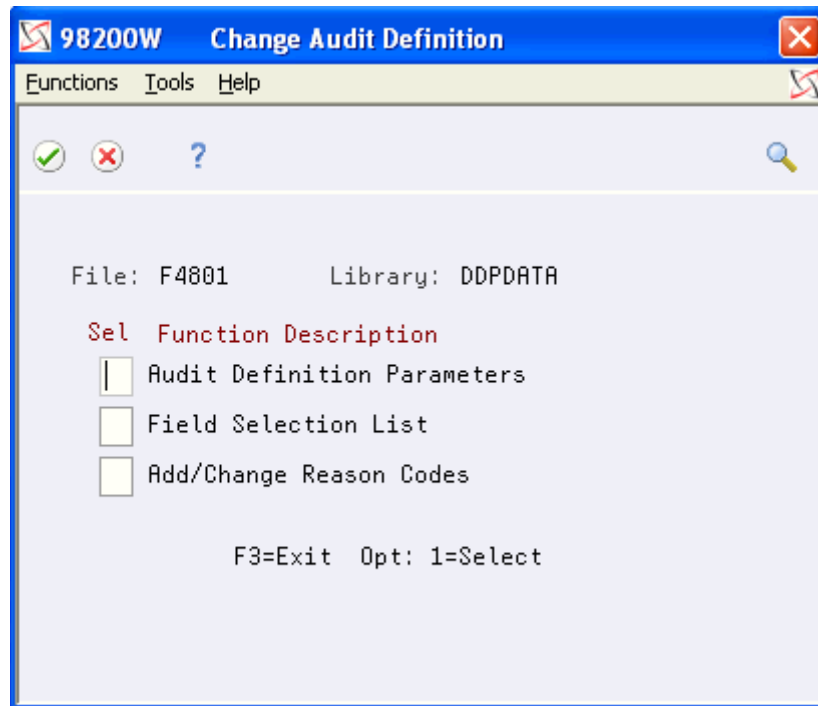 98200W Change Audit Definition
Functions Tools Help
?
File: F4801 Library: DDPDATA
Sel Function Description
Audit Definition Parameters
Field Selection List
Add/Change Reason Codes
F3=Exit Opt: 1=Select